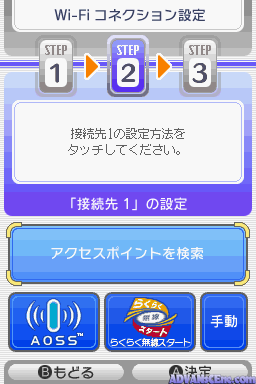 Wi-Fi コネクション設定
STEP 1
STEP 2
STEP 3
接続先1の設定方法を
タッチしてください。
「接続先 1」の設定
アクセスポイントを検索
AOSS™
らくらく
無線
スタート
らくらく無線スタート
手動
Ⓑもどる
Ⓐ決定
ADVANSCENE.com